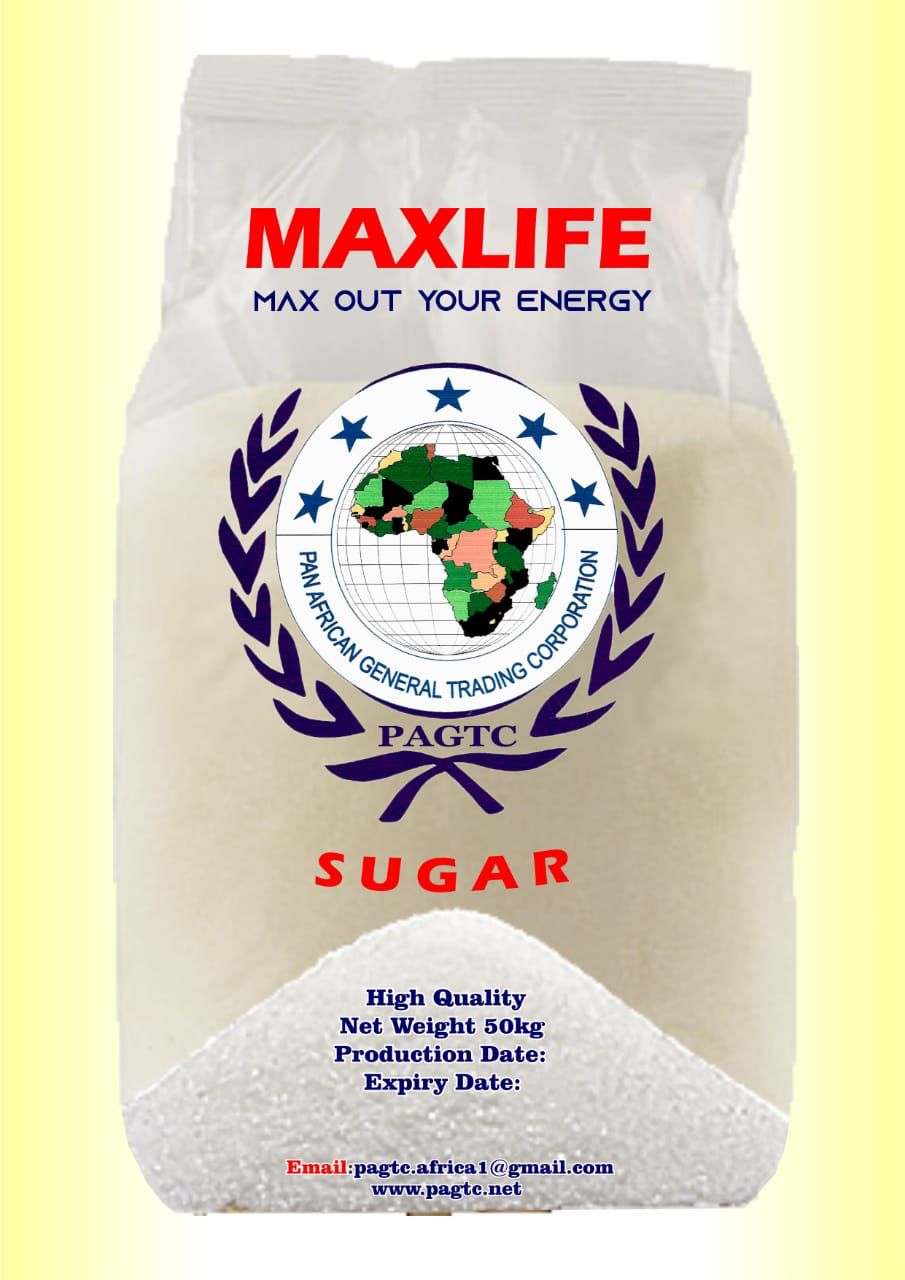 MAXLIFE
MAX OUT YOUR ENERGY
PAN AFRICAN GENERAL TRADING CORPORATION
PAGTC
SUGAR
High Quality
Net Weight 50kg
Production Date:
Expiry Date:
Email:pagtc.africa1@gmail.com
www.pagtc.net